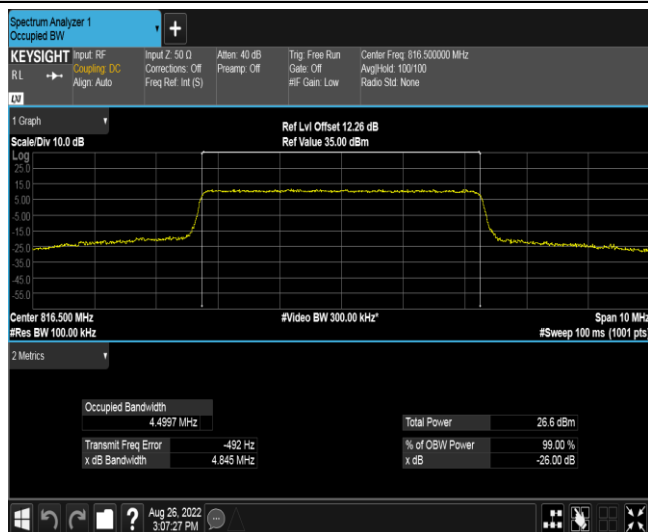 Spectrum Analyzer 1
Occupied BW
+
KEYSIGHT
RL
LXI
Input: RF
Coupling: DC
Align: Auto
Input Z: 50 Ω
Corrections: Off
Freq Ref: Int (S)
Atten: 40 dB
Preamp: Off
Trig: Free Run
Gate: Off
#IF Gain: Low
Center Freq: 816.500000 MHz
Avg|Hold: 100/100
Radio Std: None
1 Graph
Scale/Div 10.0 dB
Ref Lvl Offset 12.26 dB
Ref Value 35.00 dBm
Log
25.0
15.0
5.00
-5.00
-15.0
-25.0
-35.0
-45.0
-55.0
Center 816.500 MHz
#Res BW 100.00 kHz
#Video BW 300.00 kHz*
Span 10 MHz
#Sweep 100 ms (1001 pts)
2 Metrics
Occupied Bandwidth
4.4997 MHz
Transmit Freq Error -492 Hz
x dB Bandwidth 4.845 MHz
Total Power 26.6 dBm
% of OBW Power 99.00 %
x dB -26.00 dB
?
Aug 26, 2022
3:07:27 PM